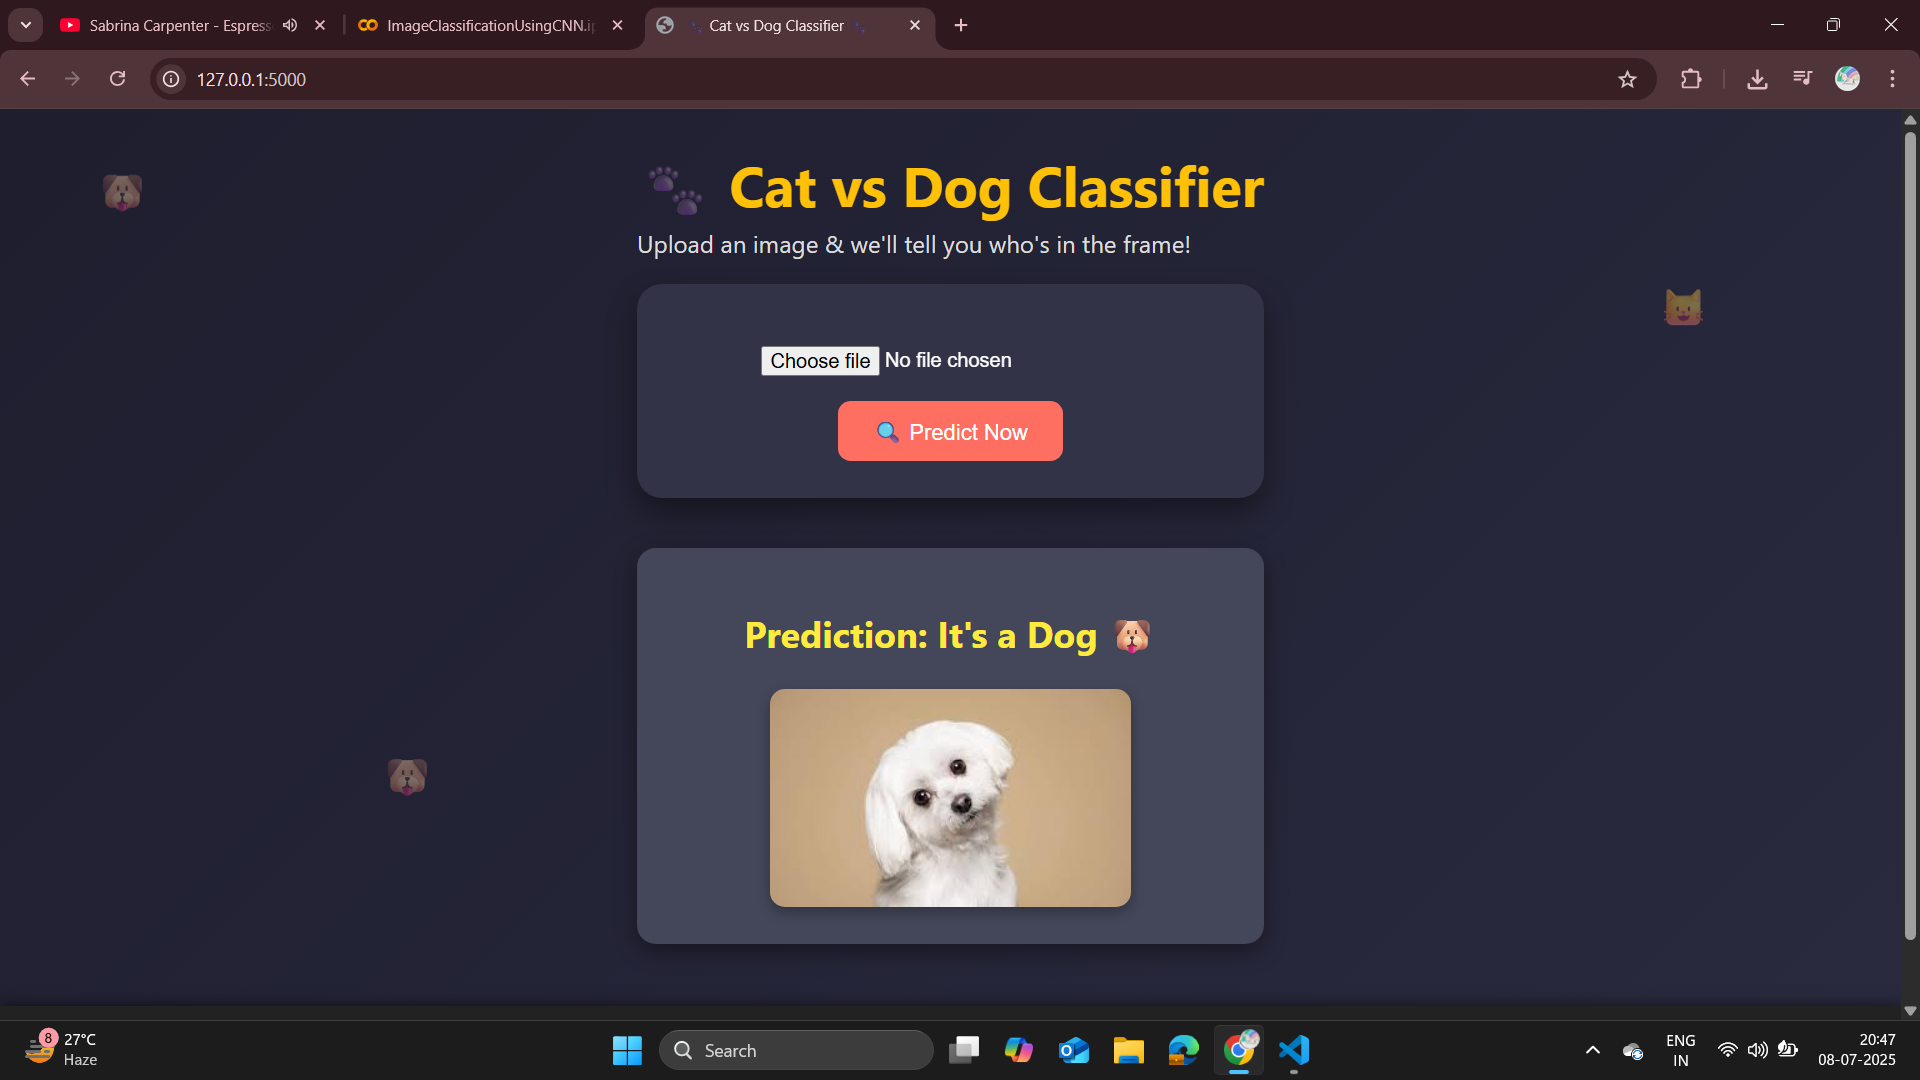 Sabrina Carpenter - Espress
ImageClassificationUsingCNN.ip
🐾 Cat vs Dog Classifier 🐾
127.0.0.1:5000
🐾 Cat vs Dog Classifier
Upload an image & we'll tell you who's in the frame!
Choose file No file chosen
🔍 Predict Now
Prediction: It's a Dog 🐶
8
27°C
Haze
Search
ENG
IN
20:47
08-07-2025